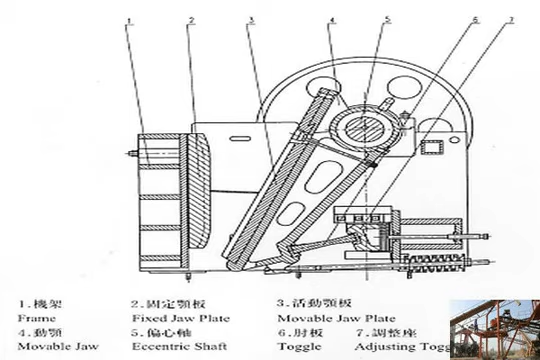 1 2 3 4 5 6 7
1.機架 2.固定顎板 3.活動顎板
Frame Fixed Jaw Plate Movable Jaw Plate
4.動顎 5.偏心軸 6.肘板 7.調整座
Movable Jaw Eccentric Shaft Toggle Adjusting